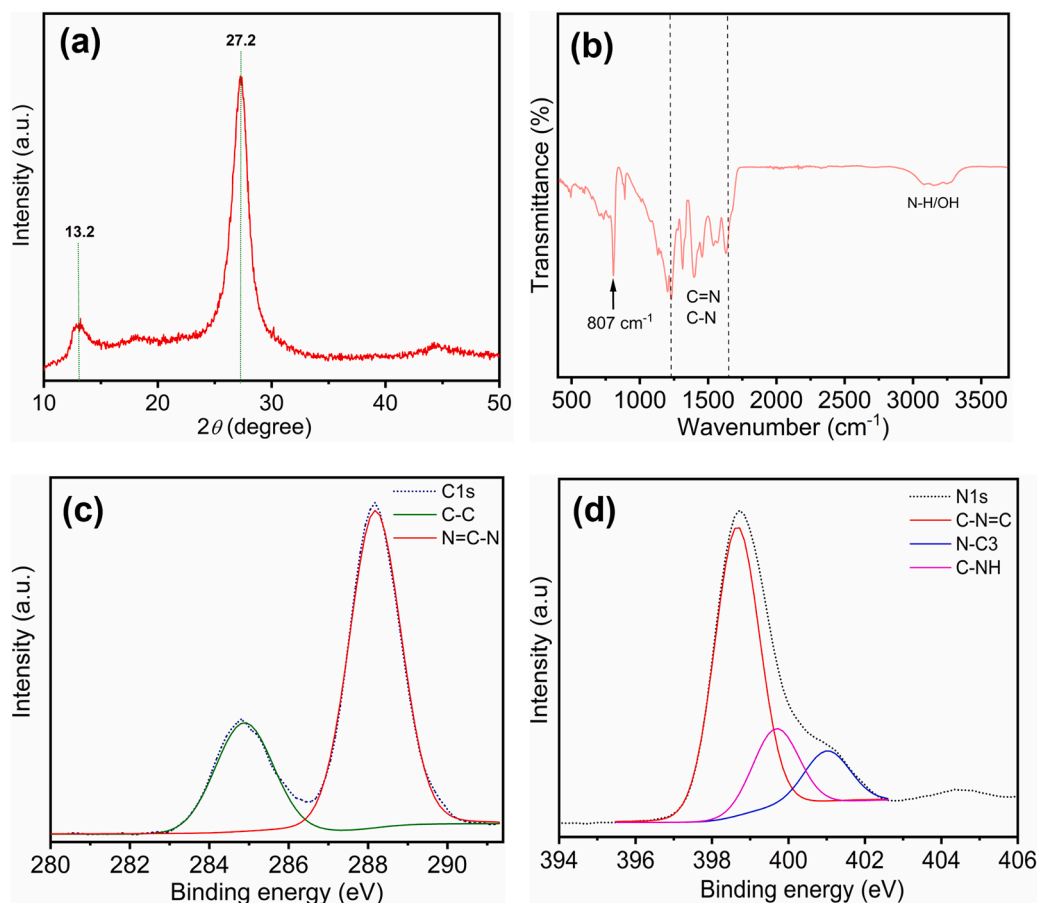 (a)
27.2
13.2
Intensity (a.u.)
10
20
30
40
50
2θ (degree)
(b)
Transmittance (%)
N-H/OH
C=N
C-N
807 cm⁻¹
500
1000
1500
2000
2500
3000
3500
Wavenumber (cm⁻¹)
(c)
C1s
C-C
N=C-N
Intensity (a.u.)
280
282
284
286
288
290
Binding energy (eV)
(d)
N1s
C-N=C
N-C3
C-NH
Intensity (a.u)
394
396
398
400
402
404
406
Binding energy (eV)